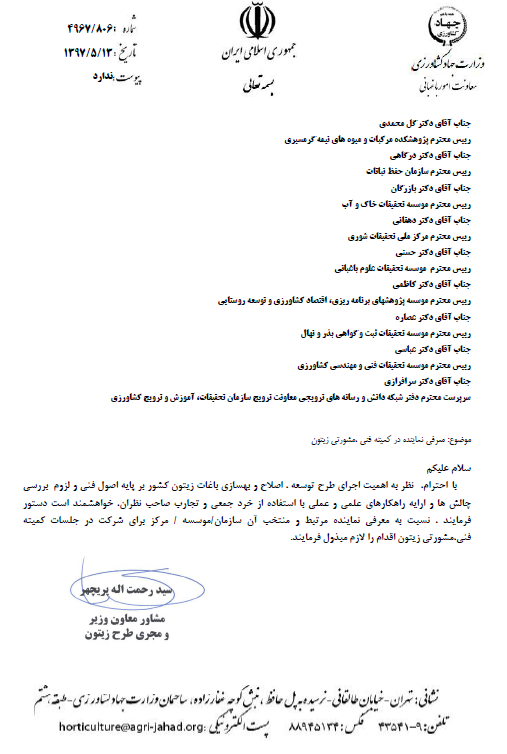 شماره : ۴۹۶۷/۸۰۶
تاریخ : ۱۳۹۷/۵/۱۳
پیوست: ندارد
جمهوری اسلامی ایران
بسمه تعالی
جهاد
کشاورزی
وزارت جهاد کشاورزی
معاونت امور باغبانی
جناب آقای دکتر گل محمدی
رییس محترم پژوهشکده مرکبات و میوه های نیمه گرمسیری
جناب آقای دکتر درگاهی
رییس محترم سازمان حفظ نباتات
جناب آقای دکتر بازرگان
رییس محترم موسسه تحقیقات خاک و آب
جناب آقای دکتر دهقانی
رییس محترم مرکز ملی تحقیقات شوری
جناب آقای دکتر حسنی
رییس محترم موسسه تحقیقات علوم باغبانی
جناب آقای دکتر کاظمی
رییس محترم موسسه پژوهشهای برنامه ریزی، اقتصاد کشاورزی و توسعه روستایی
جناب آقای دکتر عصاره
رییس محترم موسسه تحقیقات ثبت و گواهی بذر و نهال
جناب آقای دکتر عباسی
رییس محترم موسسه تحقیقات فنی و مهندسی کشاورزی
جناب آقای دکتر سرافرازی
سرپرست محترم دفتر شبکه دانش و رسانه های ترویجی معاونت ترویج سازمان تحقیقات، آموزش و ترویج کشاورزی
موضوع: معرفی نماینده در کمیته فنی .مشورتی زیتون
سلام علیکم
با احترام، نظر به اهمیت اجرای طرح توسعه ، اصلاح و بهسازی باغات زیتون کشور بر پایه اصول فنی و لزوم بررسی
چالش ها و ارایه راهکارهای علمی و عملی با استفاده از خرد جمعی و تجارب صاحب نظران، خواهشمند است دستور
فرمایند ، نسبت به معرفی نماینده مرتبط و منتخب آن سازمان/موسسه / مرکز برای شرکت در جلسات کمیته
فنی،مشورتی زیتون اقدام را لازم مبذول فرمایند.
سید رحمت اله پریچهر
مشاور معاون وزیر
و مجری طرح زیتون
نشانی: تهران-خیابان طالقانی-نرسیده به پل حافظ، نبش کوچه غفارزاده، ساختمان وزارت جهاد کشاورزی-طبقه هشتم
تلفن: ۹-۴۳۵۴۱ فکس: ۸۸۹۴۵۱۳۴ پست الکترونیکی: horticulture@agri-jahad.org